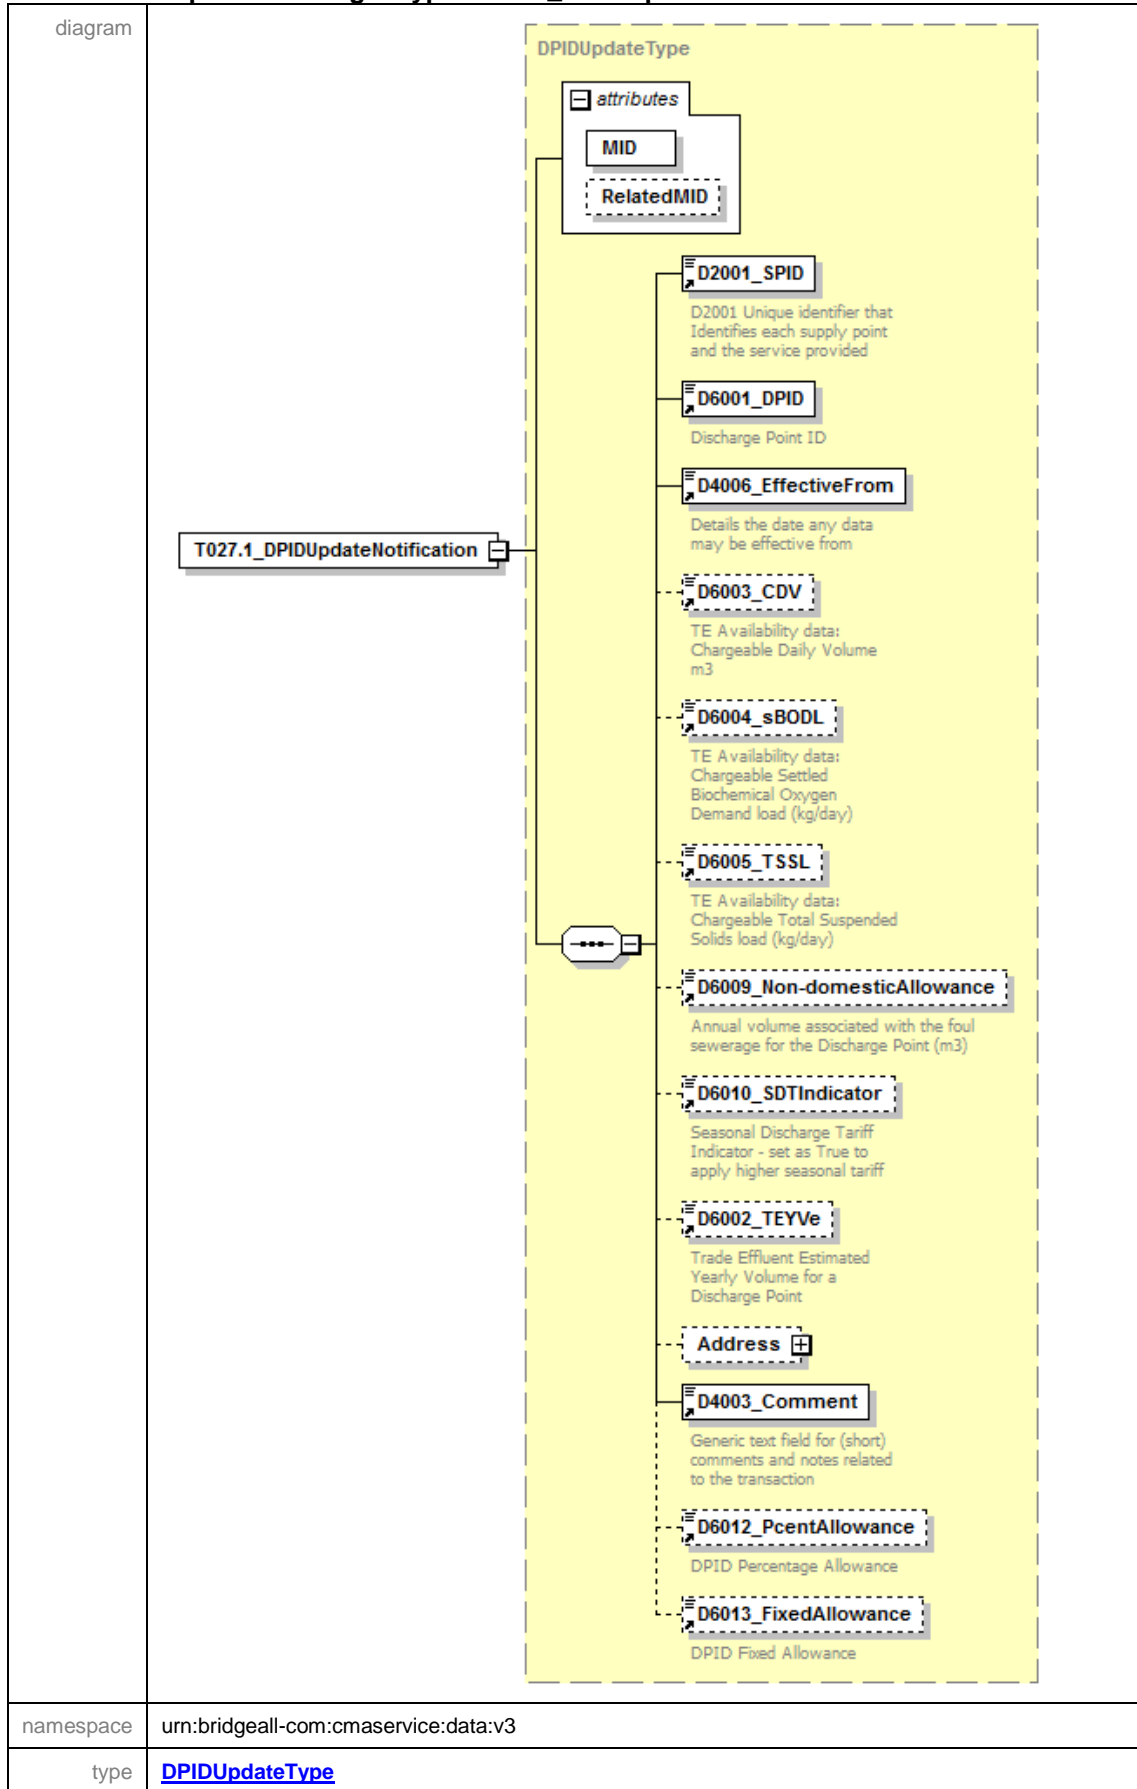 diagram
DPIDUpdateType
attributes
MID
RelatedMID
D2001_SPID
D2001 Unique identifier that
Identifies each supply point
and the service provided
D6001_DPID
Discharge Point ID
D4006_EffectiveFrom
Details the date any data
may be effective from
T027.1_DPIDUpdateNotification
D6003_CDV
TE Availability data:
Chargeable Daily Volume
m3
D6004_sBODL
TE Availability data:
Chargeable Settled
Biochemical Oxygen
Demand load (kg/day)
D6005_TSSL
TE Availability data:
Chargeable Total Suspended
Solids load (kg/day)
D6009_Non-domesticAllowance
Annual volume associated with the foul
sewerage for the Discharge Point (m3)
D6010_SDTIndicator
Seasonal Discharge Tariff
Indicator - set as True to
apply higher seasonal tariff
D6002_TEYVe
Trade Effluent Estimated
Yearly Volume for a
Discharge Point
Address
D4003_Comment
Generic text field for (short)
comments and notes related
to the transaction
D6012_PcentAllowance
DPID Percentage Allowance
D6013_FixedAllowance
DPID Fixed Allowance
namespace urn:bridgeall-com:cmaservice:data:v3
type DPIDUpdateType